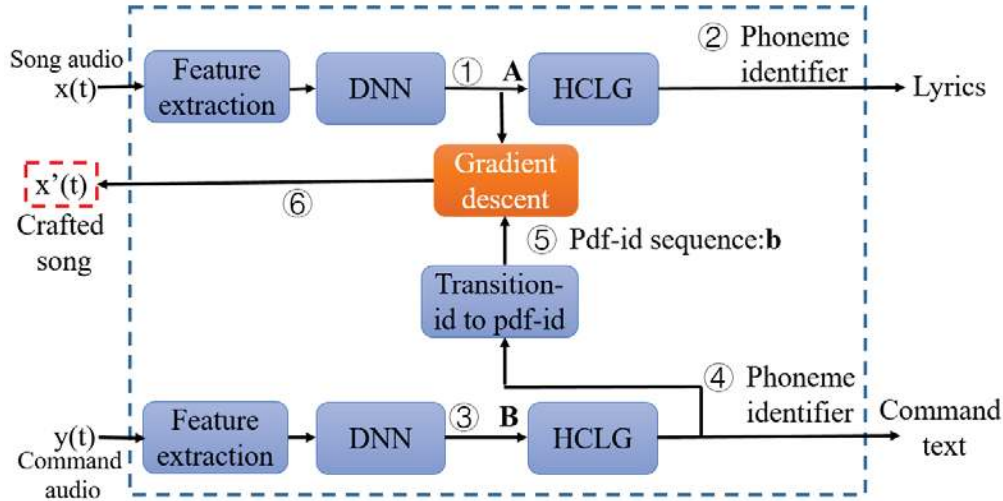 Song audio
x(t)
Feature
extraction
DNN
① A
HCLG
② Phoneme
identifier
Lyrics
Gradient
descent
x’(t)
Crafted
song
⑥
⑤ Pdf-id sequence:b
Transition-
id to pdf-id
④ Phoneme
identifier
y(t)
Command
audio
Feature
extraction
DNN
③ B
HCLG
Command
text